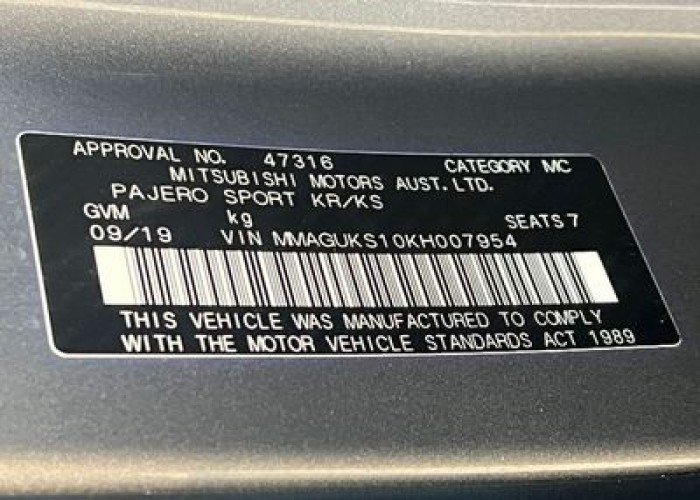 APPROVAL NO. 47316 CATEGORY MC
MITSUBISHI MOTORS AUST. LTD.
PAJERO SPORT KR/KS
GVM kg SEATS 7
09/19 VIN MMAGUKS10KH007954
THIS VEHICLE WAS MANUFACTURED TO COMPLY
WITH THE MOTOR VEHICLE STANDARDS ACT 1989